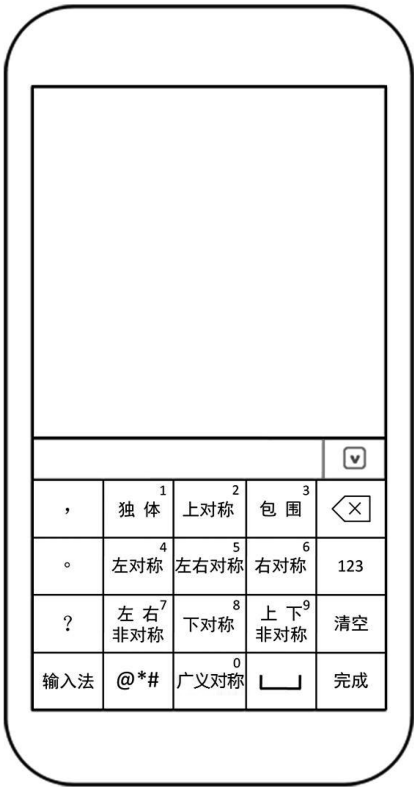 v
， 独 体 1 上对称 2 包 围 3 ×
。 左对称 4 左右对称 5 右对称 6 123
？ 左 右 非对称 7 下对称 8 上 下 非对称 9 清空
输入法 @*# 广义对称 0 完成